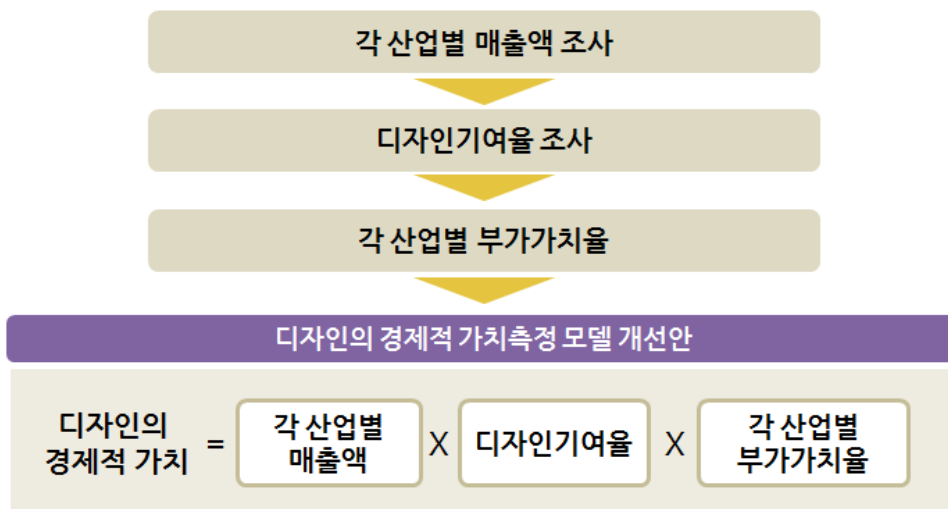 각 산업별 매출액 조사
디자인기여율 조사
각 산업별 부가가치율
디자인의 경제적 가치측정 모델 개선안
디자인의
경제적 가치
=
각 산업별
매출액
X
디자인기여율
X
각 산업별
부가가치율